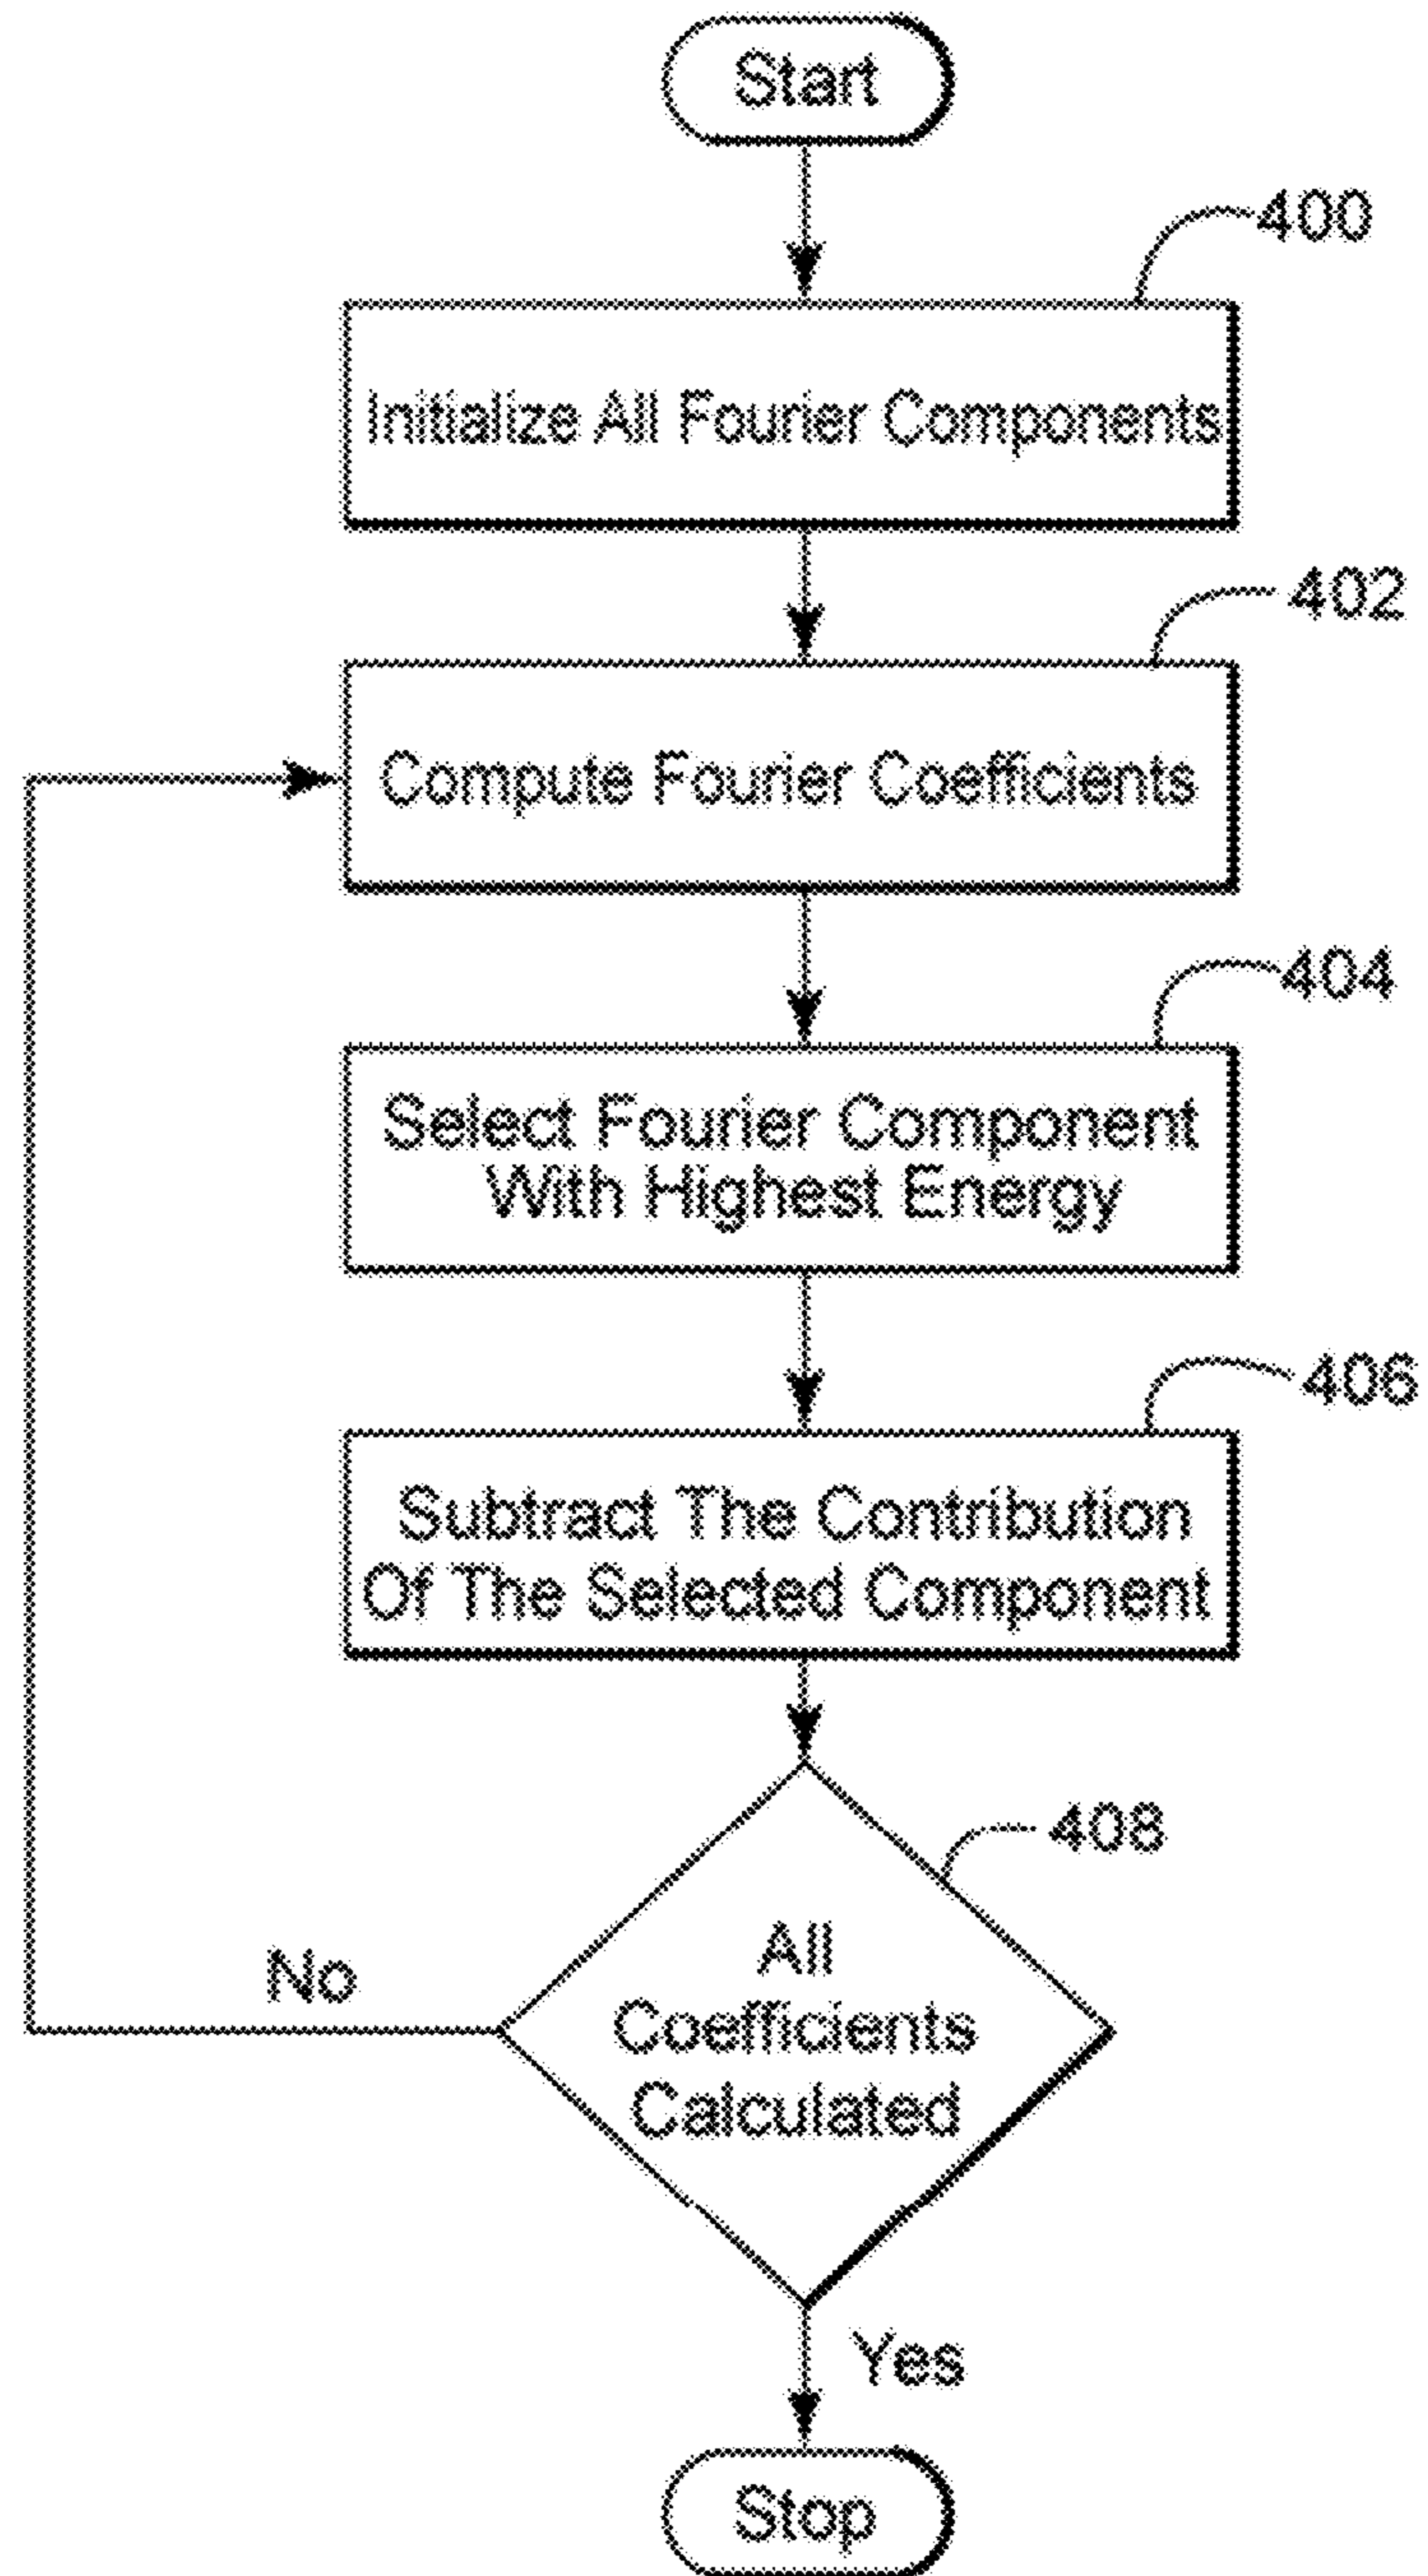 Start
400
Initialize All Fourier Components
402
Compute Fourier Coefficients
404
Select Fourier Component
With Highest Energy
406
Subtract The Contribution
Of The Selected Component
408
All
Coefficients
Calculated
No
Yes
Stop